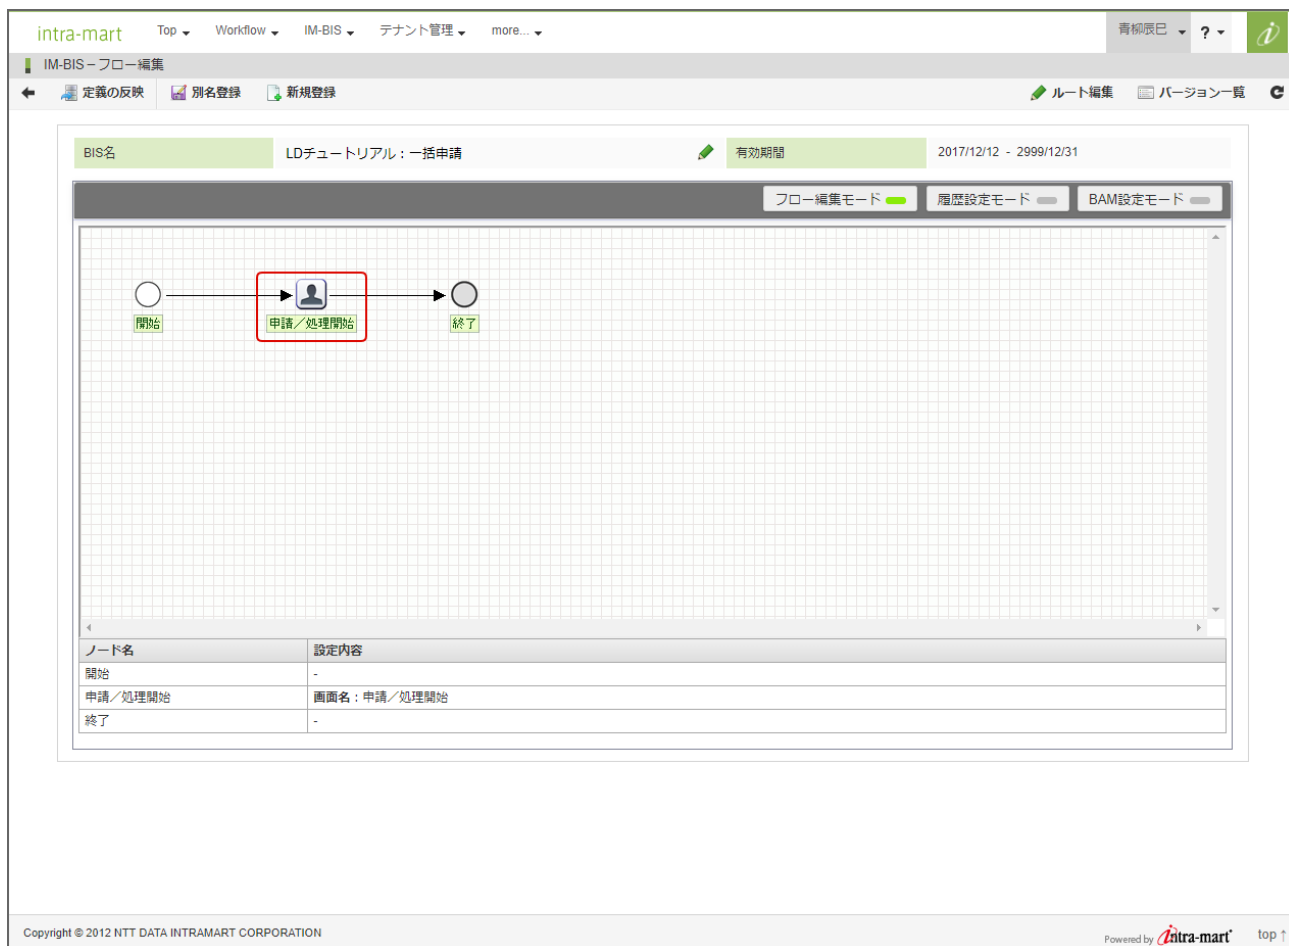 intra-mart Top Workflow IM-BIS テナント管理 more... 青柳辰巳 ?
IM-BIS – フロー編集
定義の反映 別名登録 新規登録 ルート編集 バージョン一覧
BIS名 LDチュートリアル：一括申請 有効期間 2017/12/12 - 2999/12/31
フロー編集モード 履歴設定モード BAM設定モード
開始 申請／処理開始 終了
ノード名 設定内容
開始 -
申請／処理開始 画面名：申請／処理開始
終了 -
Copyright © 2012 NTT DATA INTRAMART CORPORATION Powered by intra-mart top ↑